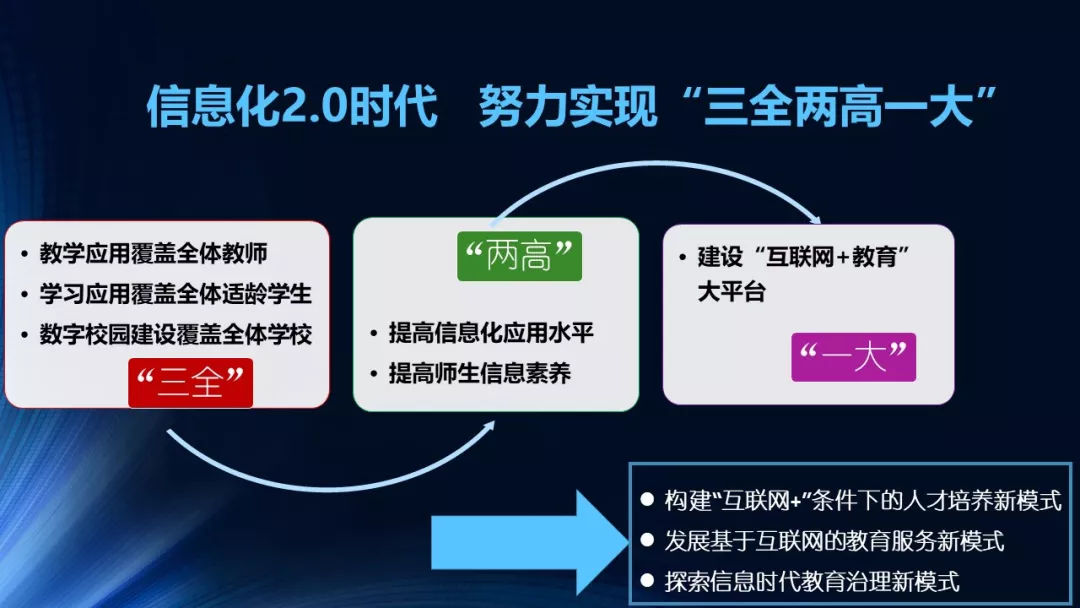 信息化2.0时代 努力实现“三全两高一大”
• 教学应用覆盖全体教师
• 学习应用覆盖全体适龄学生
• 数字校园建设覆盖全体学校
“三全”
“两高”
• 提高信息化应用水平
• 提高师生信息素养
• 建设“互联网+教育”
大平台
“一大”
● 构建“互联网+”条件下的人才培养新模式
● 发展基于互联网的教育服务新模式
● 探索信息时代教育治理新模式